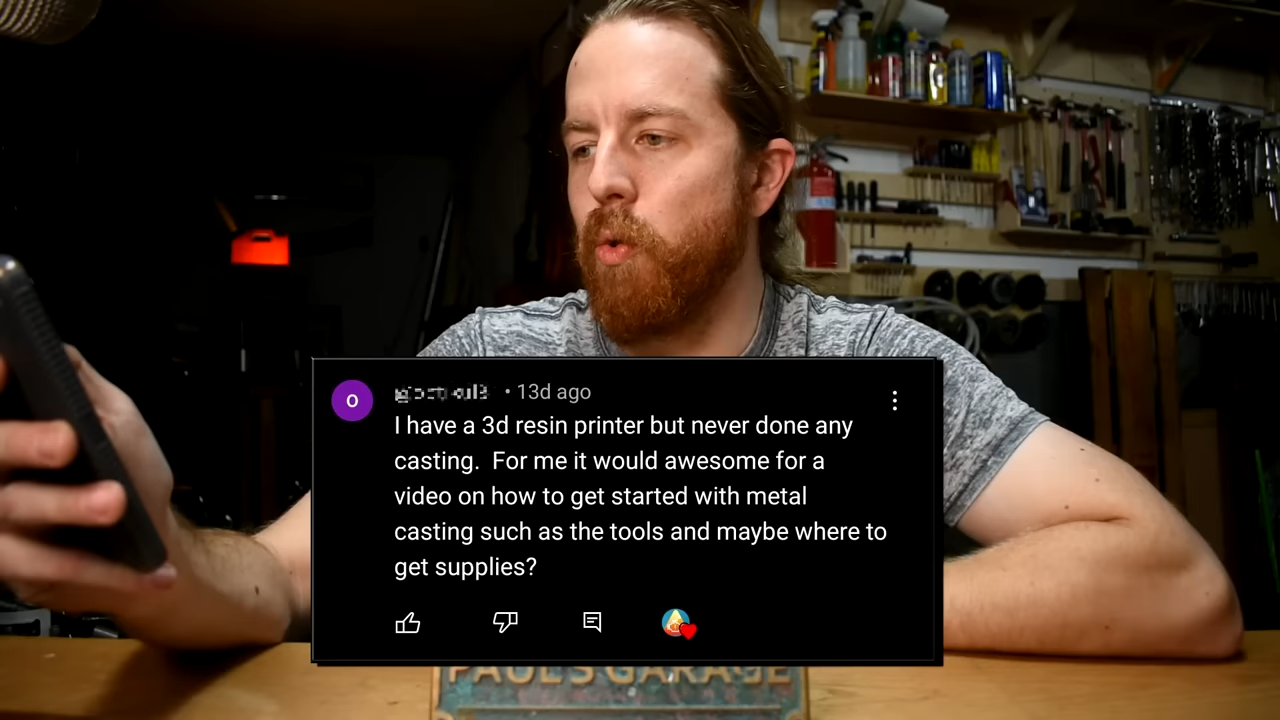 O
• 13d ago
I have a 3d resin printer but never done any
casting.  For me it would awesome for a
video on how to get started with metal
casting such as the tools and maybe where to
get supplies?
PAUL'S GARAGE